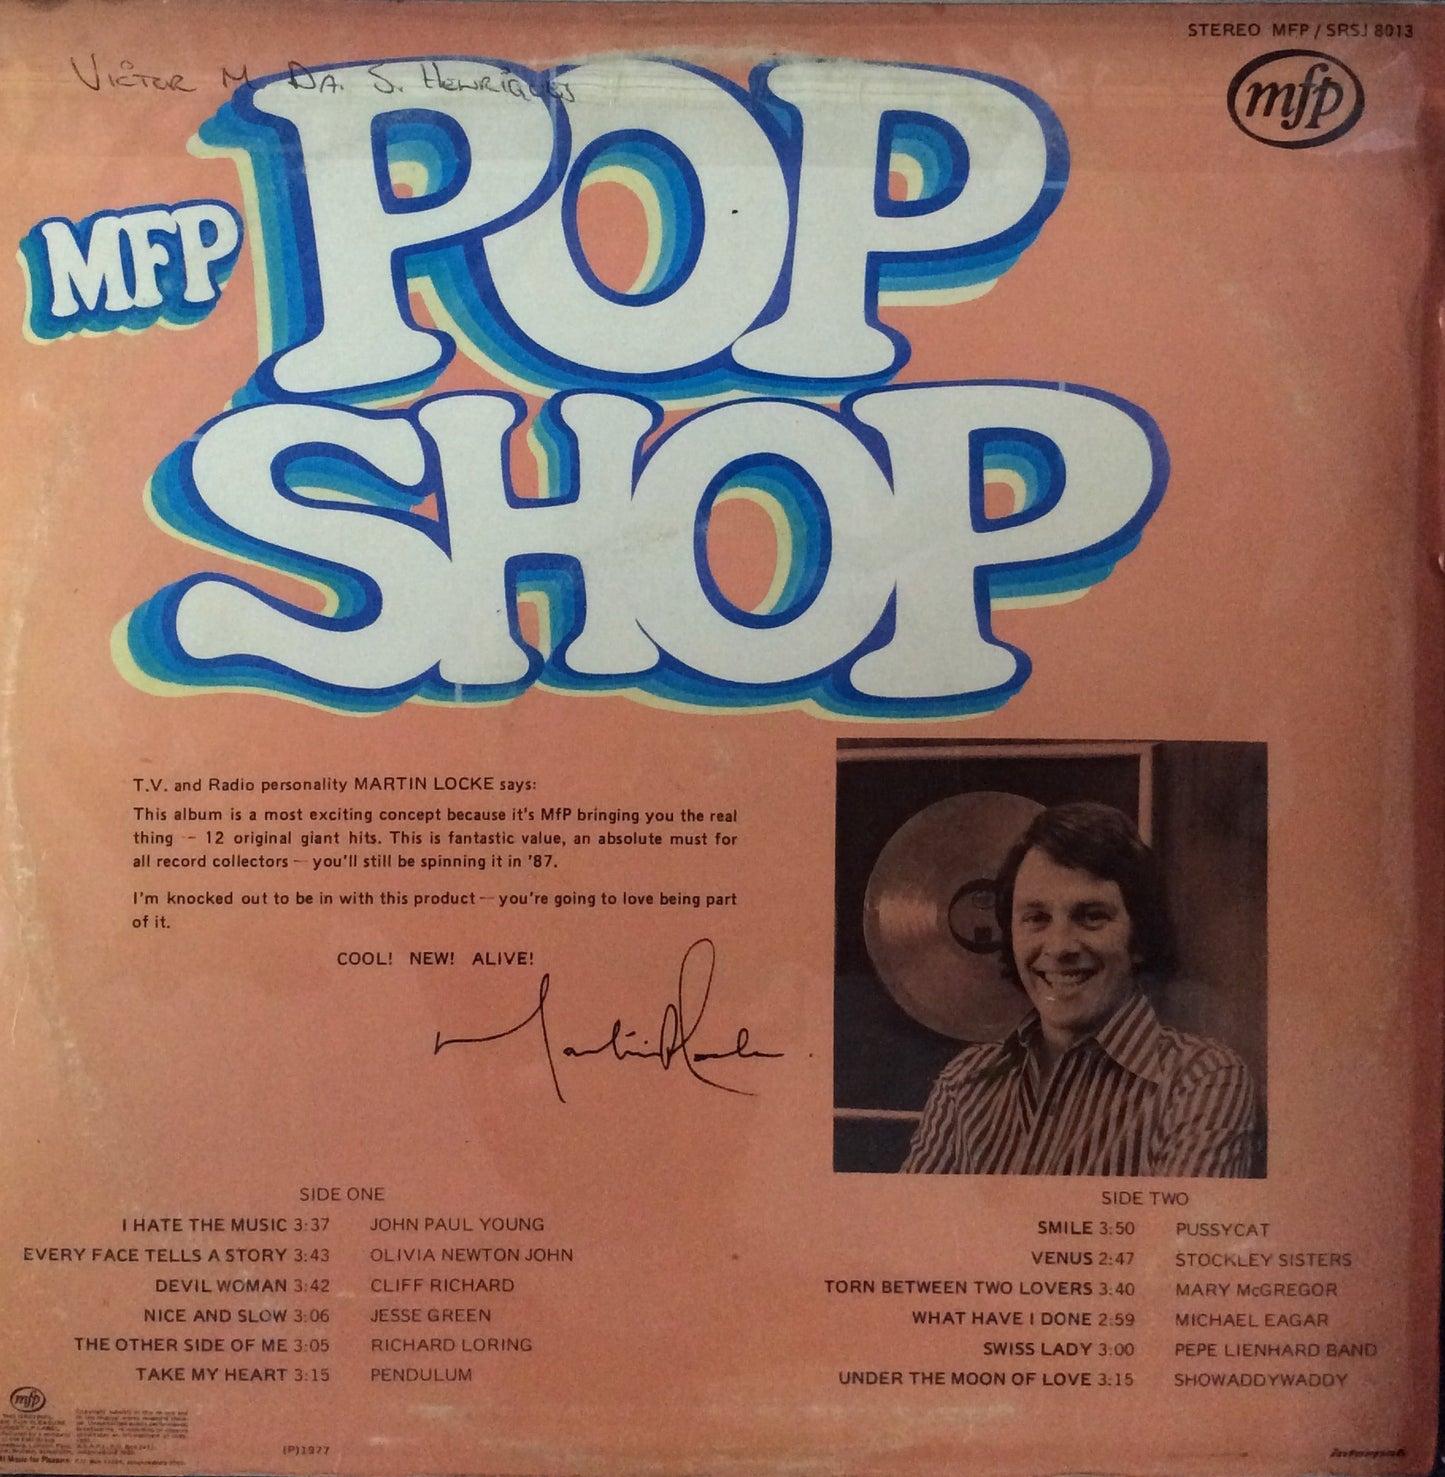 STEREO MFP / SRSJ 8013
mfp
VICTOR M. DA. S. HENRIQUES
MFP
POP
SHOP
T.V. and Radio personality MARTIN LOCKE says:
This album is a most exciting concept because it's MfP bringing you the real
thing -- 12 original giant hits. This is fantastic value, an absolute must for
all record collectors — you'll still be spinning it in '87.
I'm knocked out to be in with this product — you're going to love being part
of it.
COOL! NEW! ALIVE!
Martin Locke
SIDE ONE
I HATE THE MUSIC 3:37 JOHN PAUL YOUNG
EVERY FACE TELLS A STORY 3:43 OLIVIA NEWTON JOHN
DEVIL WOMAN 3:42 CLIFF RICHARD
NICE AND SLOW 3:06 JESSE GREEN
THE OTHER SIDE OF ME 3:05 RICHARD LORING
TAKE MY HEART 3:15 PENDULUM
SIDE TWO
SMILE 3:50 PUSSYCAT
VENUS 2:47 STOCKLEY SISTERS
TORN BETWEEN TWO LOVERS 3:40 MARY McGREGOR
WHAT HAVE I DONE 2:59 MICHAEL EAGAR
SWISS LADY 3:00 PEPE LIENHARD BAND
UNDER THE MOON OF LOVE 3:15 SHOWADDYWADDY
mfp
Music for Pleasure
(P)1977